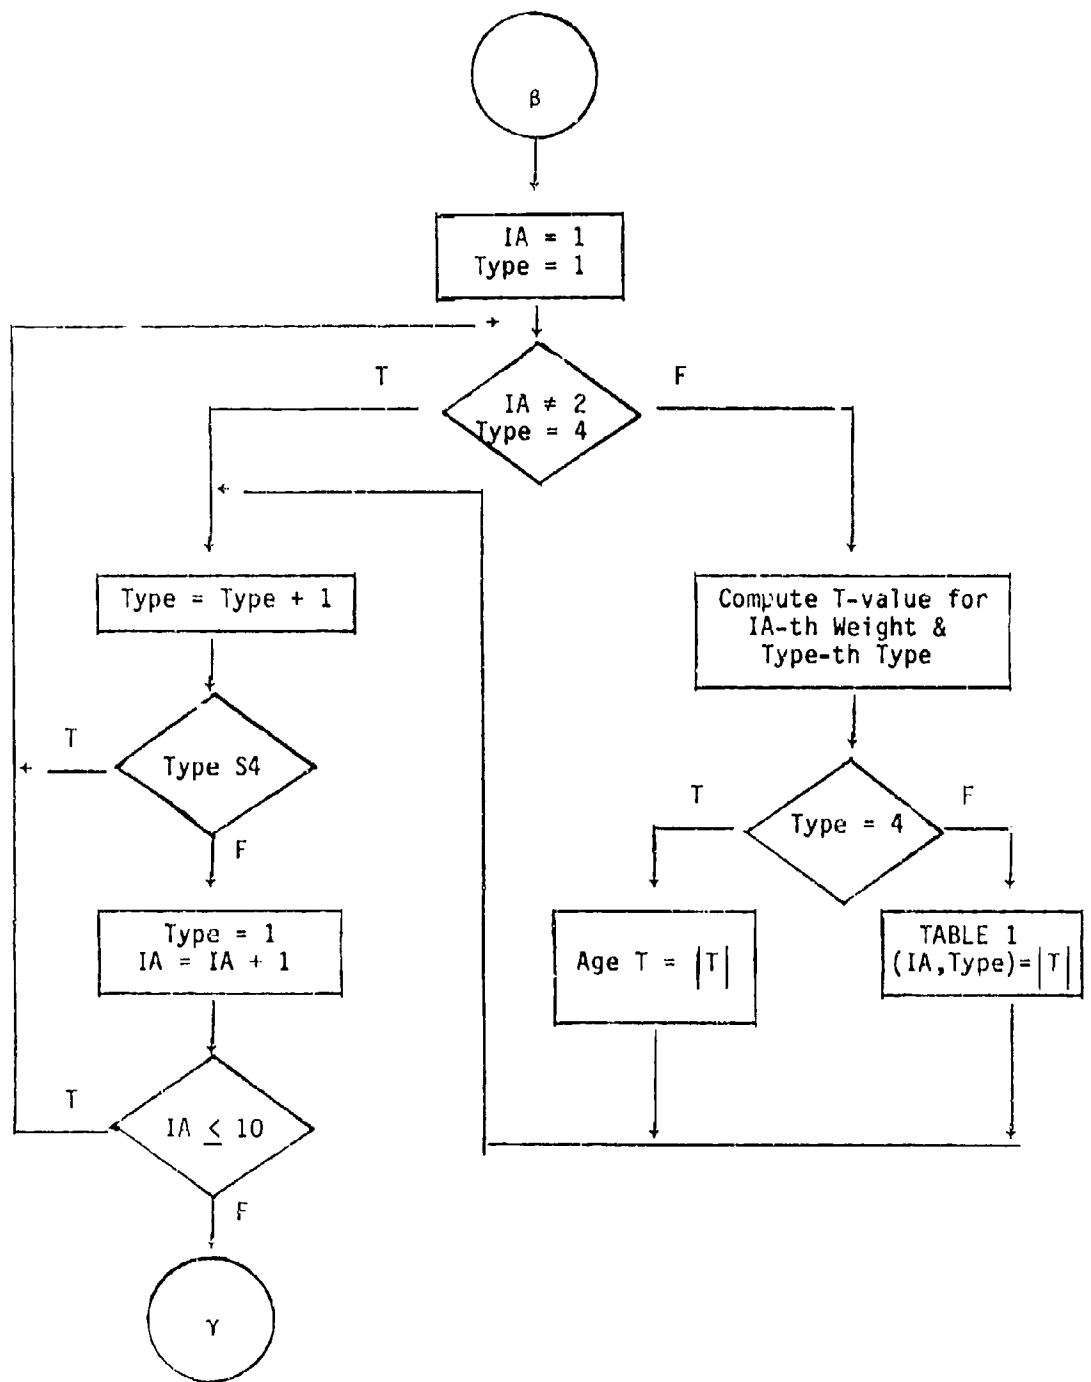 β
IA = 1
Type = 1
T
F
IA ≠ 2
Type = 4
Type = Type + 1
Compute T-value for
IA-th Weight &
Type-th Type
T
Type S4
F
T
F
Type = 4
Type = 1
IA = IA + 1
Age T = |T|
TABLE 1
(IA,Type)=|T|
T
IA ≤ 10
F
γ